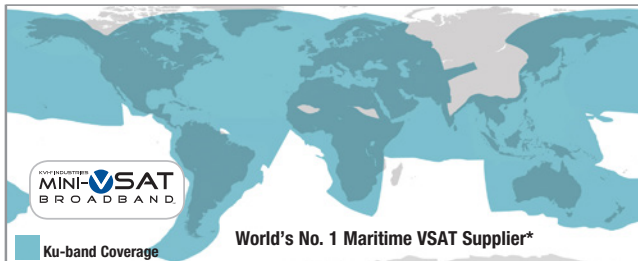 KVH INDUSTRIES
MINI-VSAT
BROADBAND
World's No. 1 Maritime VSAT Supplier*
Ku-band Coverage